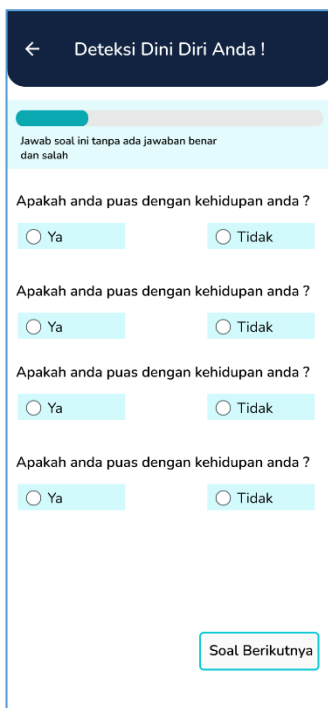 Deteksi Dini Diri Anda !
Jawab soal ini tanpa ada jawaban benar
dan salah
Apakah anda puas dengan kehidupan anda ?
Ya Tidak
Apakah anda puas dengan kehidupan anda ?
Ya Tidak
Apakah anda puas dengan kehidupan anda ?
Ya Tidak
Apakah anda puas dengan kehidupan anda ?
Ya Tidak
Soal Berikutnya